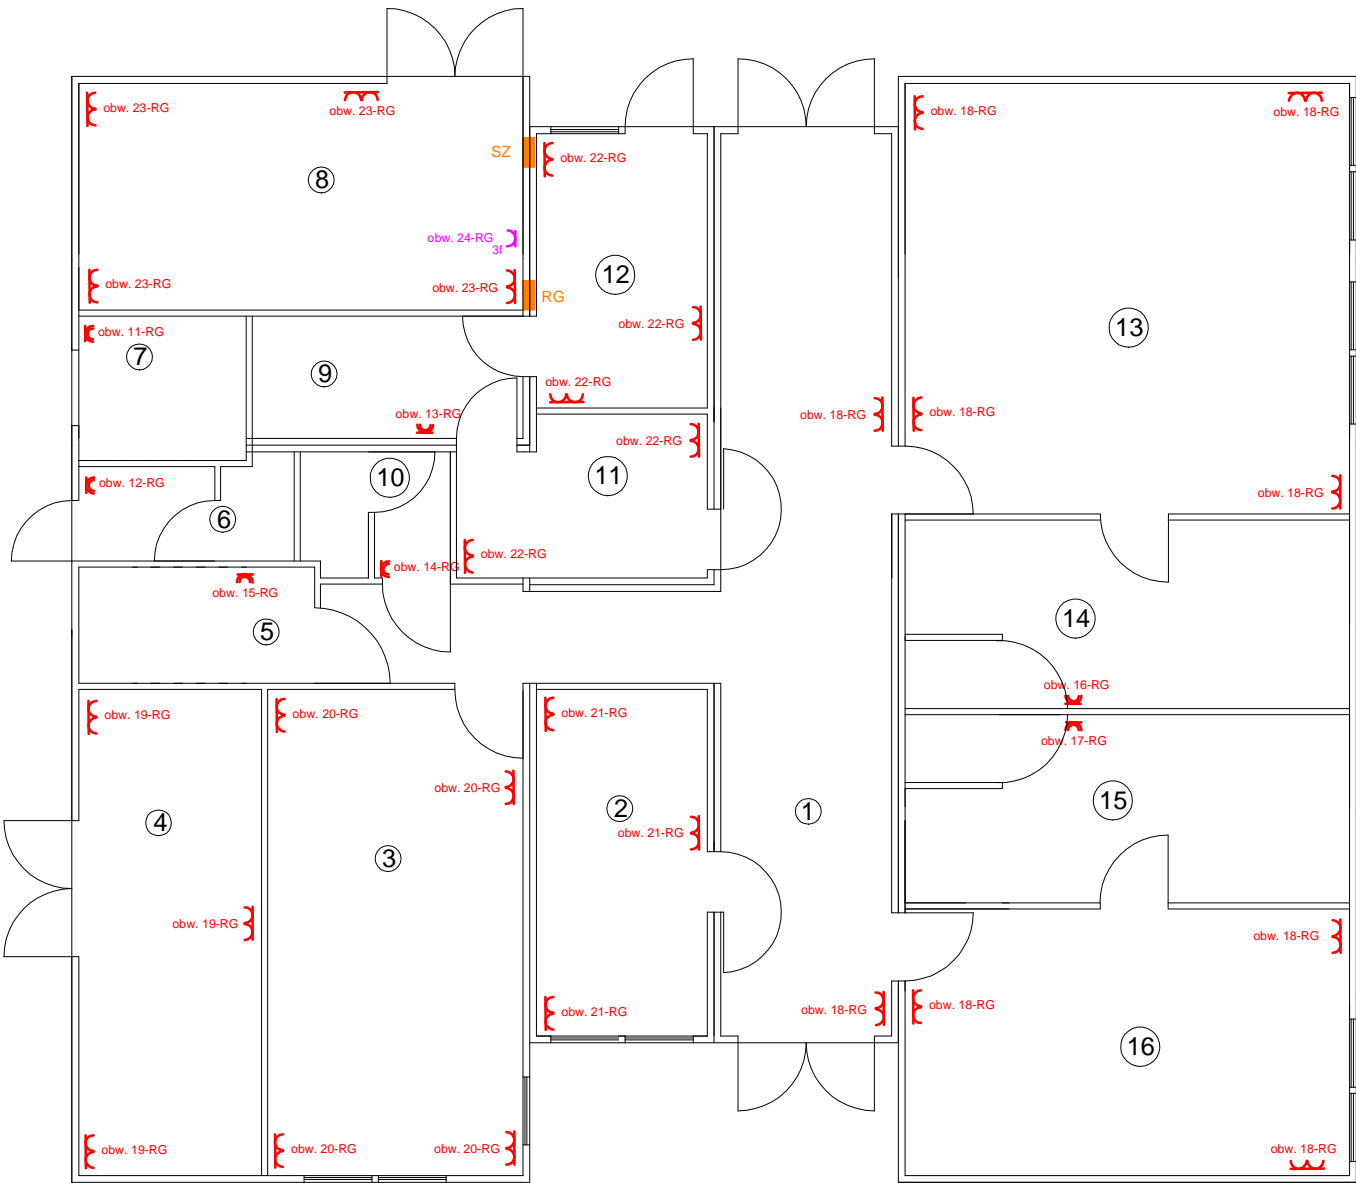 obw. 23-RG
obw. 23-RG
obw. 18-RG
obw. 18-RG
SZ
obw. 22-RG
8
obw. 24-RG
3f
12
obw. 23-RG
obw. 23-RG
RG
obw. 11-RG
obw. 22-RG
13
7
9
obw. 22-RG
obw. 13-RG
obw. 18-RG
obw. 18-RG
obw. 22-RG
10
11
obw. 12-RG
obw. 18-RG
6
obw. 22-RG
obw. 14-RG
obw. 15-RG
5
14
obw. 16-RG
obw. 19-RG
obw. 20-RG
obw. 21-RG
obw. 17-RG
obw. 20-RG
15
4
2
1
obw. 21-RG
3
obw. 19-RG
obw. 18-RG
obw. 21-RG
obw. 18-RG
obw. 18-RG
16
obw. 19-RG
obw. 20-RG
obw. 20-RG
obw. 18-RG